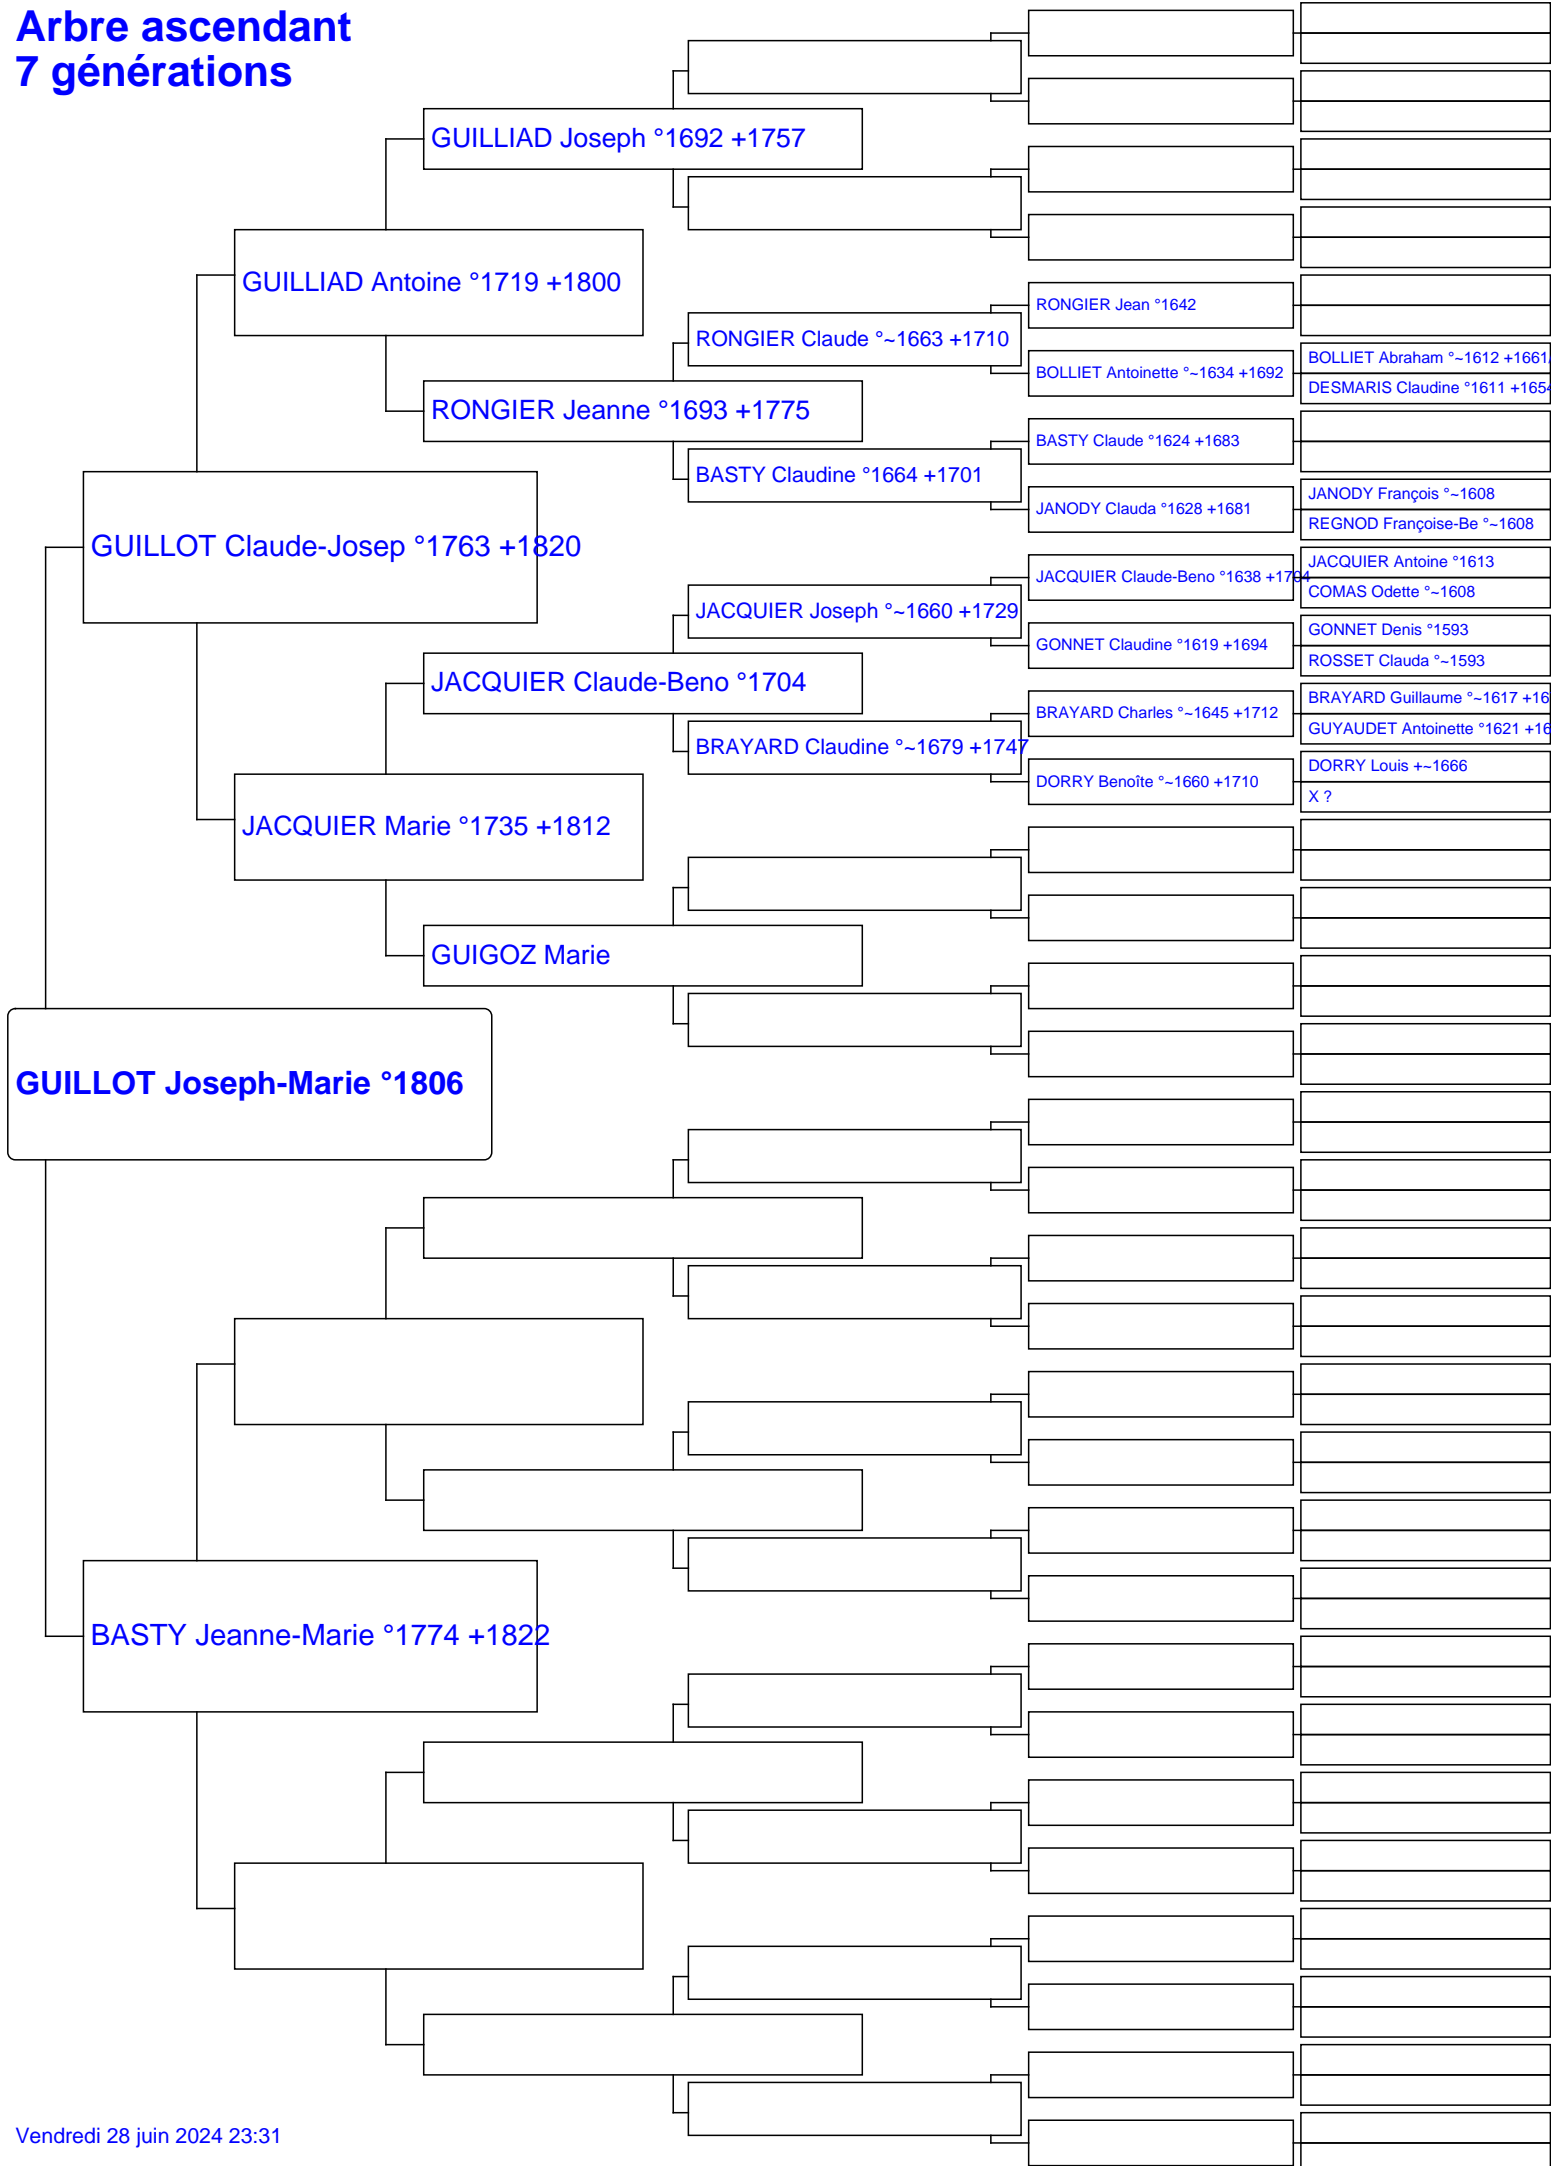 Arbre ascendant
7 générations
GUILLIAD Joseph °1692 +1757
GUILLIAD Antoine °1719 +1800
RONGIER Jean °1642
RONGIER Claude °~1663 +1710
BOLLIET Abraham °~1612 +1661
BOLLIET Antoinette °~1634 +1692
DESMARIS Claudine °1611 +1654
RONGIER Jeanne °1693 +1775
BASTY Claude °1624 +1683
BASTY Claudine °1664 +1701
JANODY François °~1608
JANODY Clauda °1628 +1681
REGNOD Françoise-Be °~1608
GUILLOT Claude-Josep °1763 +1820
JACQUIER Antoine °1613
JACQUIER Claude-Beno °1638 +1704
COMAS Odette °~1608
JACQUIER Joseph °~1660 +1729
GONNET Denis °1593
GONNET Claudine °1619 +1694
ROSSET Clauda °~1593
JACQUIER Claude-Beno °1704
BRAYARD Guillaume °~1617 +16
BRAYARD Charles °~1645 +1712
GUYAUDET Antoinette °1621 +16
BRAYARD Claudine °~1679 +1747
DORRY Louis +~1666
DORRY Benoîte °~1660 +1710
X ?
JACQUIER Marie °1735 +1812
GUIGOZ Marie
GUILLOT Joseph-Marie °1806
BASTY Jeanne-Marie °1774 +1822
Vendredi 28 juin 2024 23:31